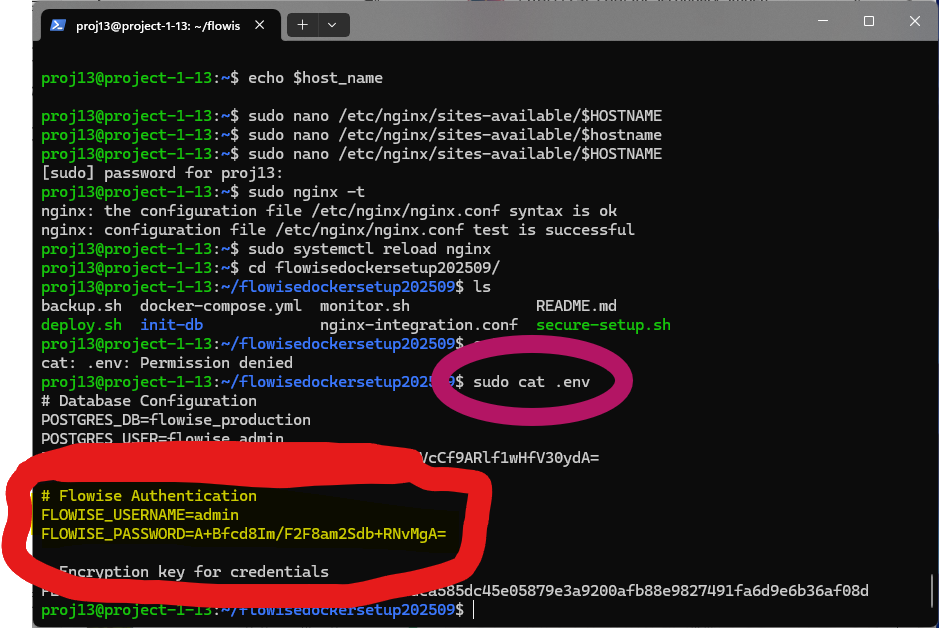 proj13@project-1-13: ~/flowis
proj13@project-1-13:~$ echo $host_name
proj13@project-1-13:~$ sudo nano /etc/nginx/sites-available/$HOSTNAME
proj13@project-1-13:~$ sudo nano /etc/nginx/sites-available/$hostname
proj13@project-1-13:~$ sudo nano /etc/nginx/sites-available/$HOSTNAME
[sudo] password for proj13:
proj13@project-1-13:~$ sudo nginx -t
nginx: the configuration file /etc/nginx/nginx.conf syntax is ok
nginx: configuration file /etc/nginx/nginx.conf test is successful
proj13@project-1-13:~$ sudo systemctl reload nginx
proj13@project-1-13:~$ cd flowisedockersetup202509/
proj13@project-1-13:~/flowisedockersetup202509$ ls
backup.sh docker-compose.yml monitor.sh README.md
deploy.sh init-db nginx-integration.conf secure-setup.sh
proj13@project-1-13:~/flowisedockersetup202509$
cat: .env: Permission denied
proj13@project-1-13:~/flowisedockersetup202509$ sudo cat .env
# Database Configuration
POSTGRES_DB=flowise_production
POSTGRES_USER=flowise_admin
VcCf9ARlf1wHfV30ydA=
# Flowise Authentication
FLOWISE_USERNAME=admin
FLOWISE_PASSWORD=A+Bfcd8Im/F2F8am2Sdb+RNvMgA=
Encryption key for credentials
a585dc45e05879e3a9200afb88e9827491fa6d9e6b36af08d
proj13@project-1-13:~/flowisedockersetup202509$